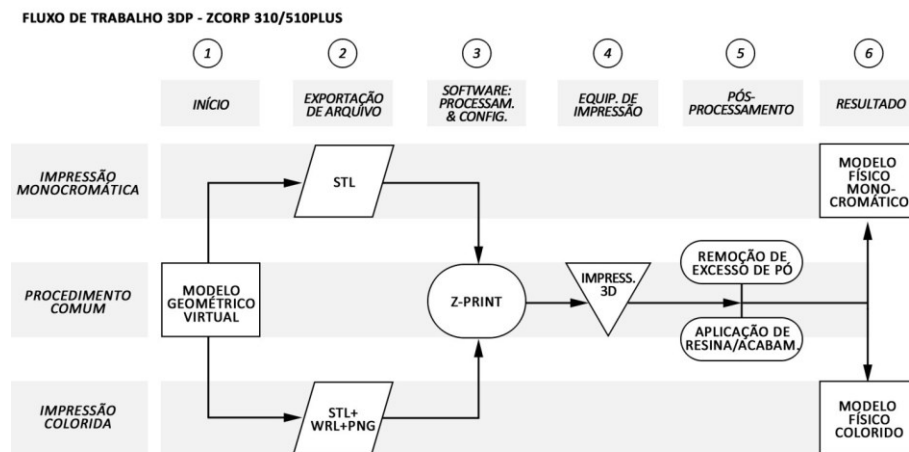 FLUXO DE TRABALHO 3DP - ZCORP 310/510PLUS
1
2
3
4
5
6
INÍCIO
EXPORTAÇÃO
DE ARQUIVO
SOFTWARE:
PROCESSAM.
& CONFIG.
EQUIP. DE
IMPRESSÃO
PÓS-
PROCESSAMENTO
RESULTADO
IMPRESSÃO
MONOCROMÁTICA
STL
MODELO
FÍSICO
MONO-
CROMÁTICO
PROCEDIMENTO
COMUM
MODELO
GEOMÉTRICO
VIRTUAL
Z-PRINT
IMPRESS.
3D
REMOÇÃO DE
EXCESSO DE PÓ
APLICAÇÃO DE
RESINA/ACABAM.
IMPRESSÃO
COLORIDA
STL+
WRL+PNG
MODELO
FÍSICO
COLORIDO